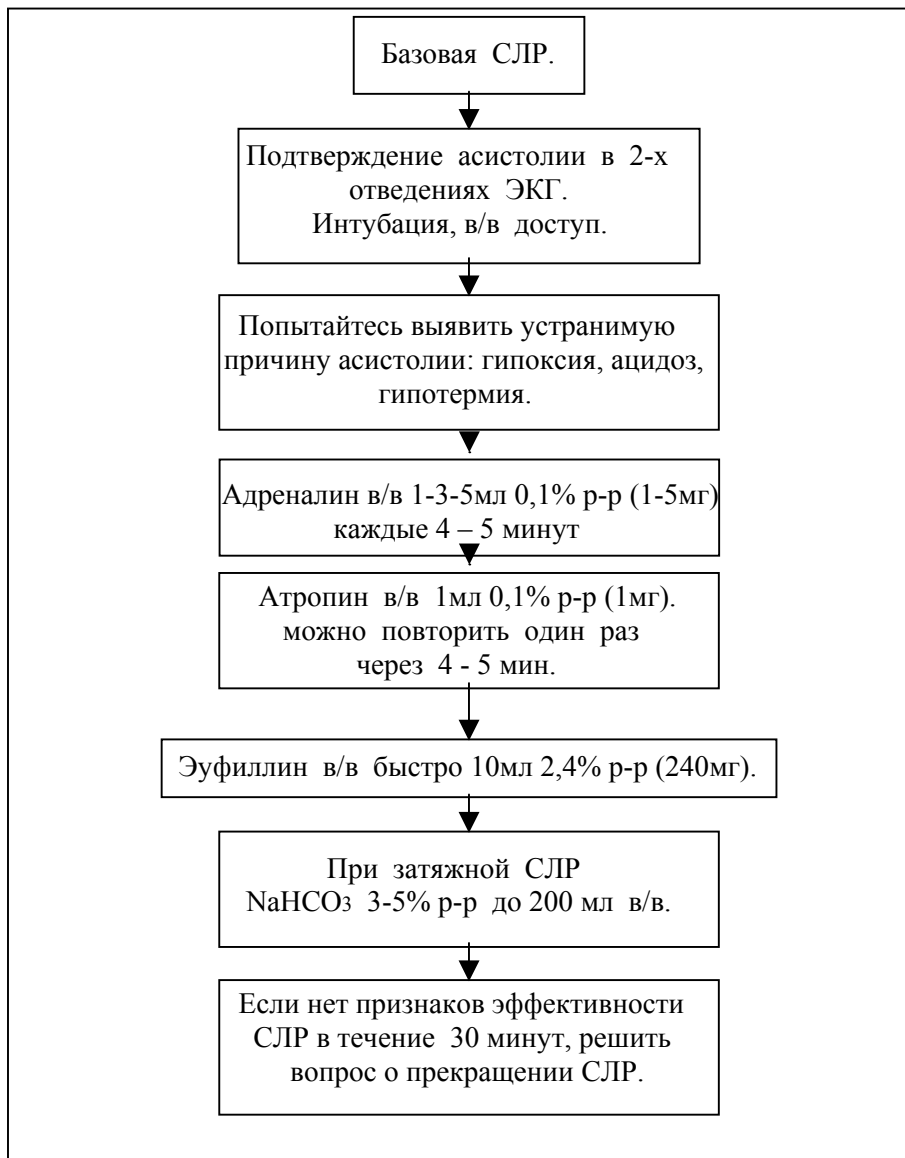 Базовая СЛР.
Подтверждение асистолии в 2-х
отведениях ЭКГ.
Интубация, в/в доступ.
Попытайтесь выявить устранимую
причину асистолии: гипоксия, ацидоз,
гипотермия.
Адреналин в/в 1-3-5мл 0,1% р-р (1-5мг)
каждые 4 – 5 минут
Атропин в/в 1мл 0,1% р-р (1мг).
можно повторить один раз
через 4 - 5 мин.
Эуфиллин в/в быстро 10мл 2,4% р-р (240мг).
При затяжной СЛР
NaHCO3 3-5% р-р до 200 мл в/в.
Если нет признаков эффективности
СЛР в течение 30 минут, решить
вопрос о прекращении СЛР.